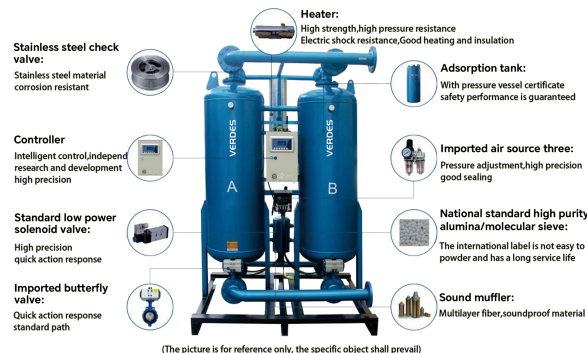 Heater:
High strength,high pressure resistance
Electric shock resistance,Good heating and insulation
Stainless steel check
valve:
Stainless steel material
corrosion resistant
Adsorption tank:
With pressure vessel certificate
safety performance is guaranteed
VERDES
VERDES
Controller
Intelligent control,independ
research and development
high precision
Imported air source three:
Pressure adjustment,high precision
good sealing
A
B
Standard low power
solenoid valve:
High precision
quick action response
National standard high purity
alumina/molecular sieve:
The international label is not easy to
powder and has a long service life
Imported butterfly
valve:
Quick action response
standard path
Sound muffler:
Multilayer fiber,soundproof material
(The picture is for reference only, the specific object shall prevail)